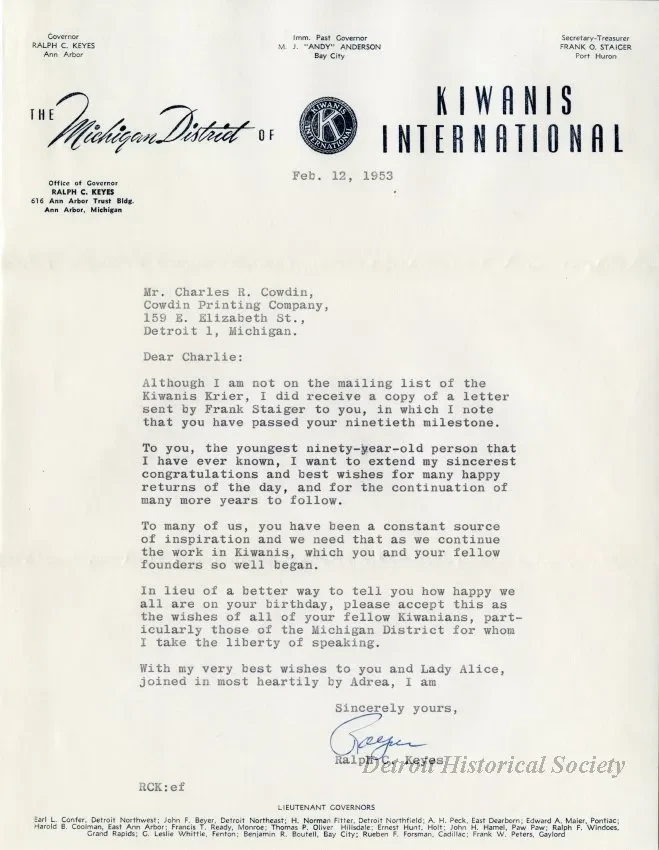 Governor
RALPH C. KEYES
Ann Arbor
Imm. Past Governor
M. J. "ANDY" ANDERSON
Bay City
Secretary-Treasurer
FRANK O. STAIGER
Port Huron
THE Michigan District OF
KIWANIS INTERNATIONAL
K
KIWANIS
INTERNATIONAL
Office of Governor
RALPH C. KEYES
616 Ann Arbor Trust Bldg.
Ann Arbor, Michigan
Feb. 12, 1953
Mr. Charles R. Cowdin,
Cowdin Printing Company,
159 E. Elizabeth St.,
Detroit 1, Michigan.
Dear Charlie:
Although I am not on the mailing list of the
Kiwanis Krier, I did receive a copy of a letter
sent by Frank Staiger to you, in which I note
that you have passed your ninetieth milestone.
To you, the youngest ninety-year-old person that
I have ever known, I want to extend my sincerest
congratulations and best wishes for many happy
returns of the day, and for the continuation of
many more years to follow.
To many of us, you have been a constant source
of inspiration and we need that as we continue
the work in Kiwanis, which you and your fellow
founders so well began.
In lieu of a better way to tell you how happy we
all are on your birthday, please accept this as
the wishes of all of your fellow Kiwanians, part-
icularly those of the Michigan District for whom
I take the liberty of speaking.
With my very best wishes to you and Lady Alice,
joined in most heartily by Adrea, I am
Sincerely yours,
Ralph C. Keyes
Detroit Historical Society
RCK:ef
LIEUTENANT GOVERNORS
Earl L. Confer, Detroit Northwest; John F. Beyer, Detroit Northeast; H. Norman Fitter, Detroit Northfield; A. H. Peck, East Dearborn; Edward A. Maier, Pontiac;
Harold B. Coolman, East Ann Arbor; Francis T. Ready, Monroe; Thomas P. Oliver Hillsdale; Ernest Hunt, Holt; John H. Hamel, Paw Paw; Ralph F. Windoes,
Grand Rapids; C. Leslie Whittle, Fenton; Benjamin R. Boutell, Bay City; Rueben F. Forsman, Cadillac; Frank W. Peters, Gaylord